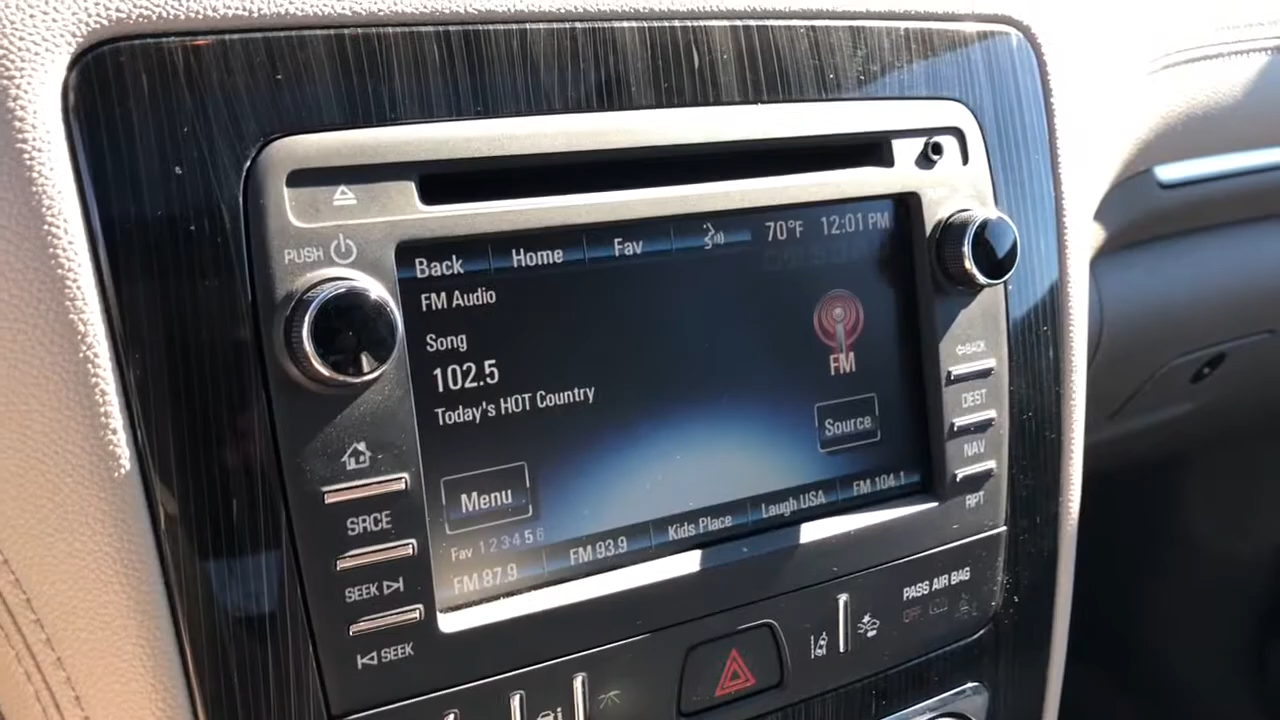 PUSH
Back Home Fav 70°F 12:01 PM
FM Audio
Song
102.5
Today's HOT Country
FM
Source
Menu
Fav 1 2 3 4 5 6
FM 87.9 FM 93.9 Kids Place Laugh USA FM 104.1
SRCE
SEEK
SEEK
BACK
DEST
NAV
RPT
PASS AIR BAG
OFF